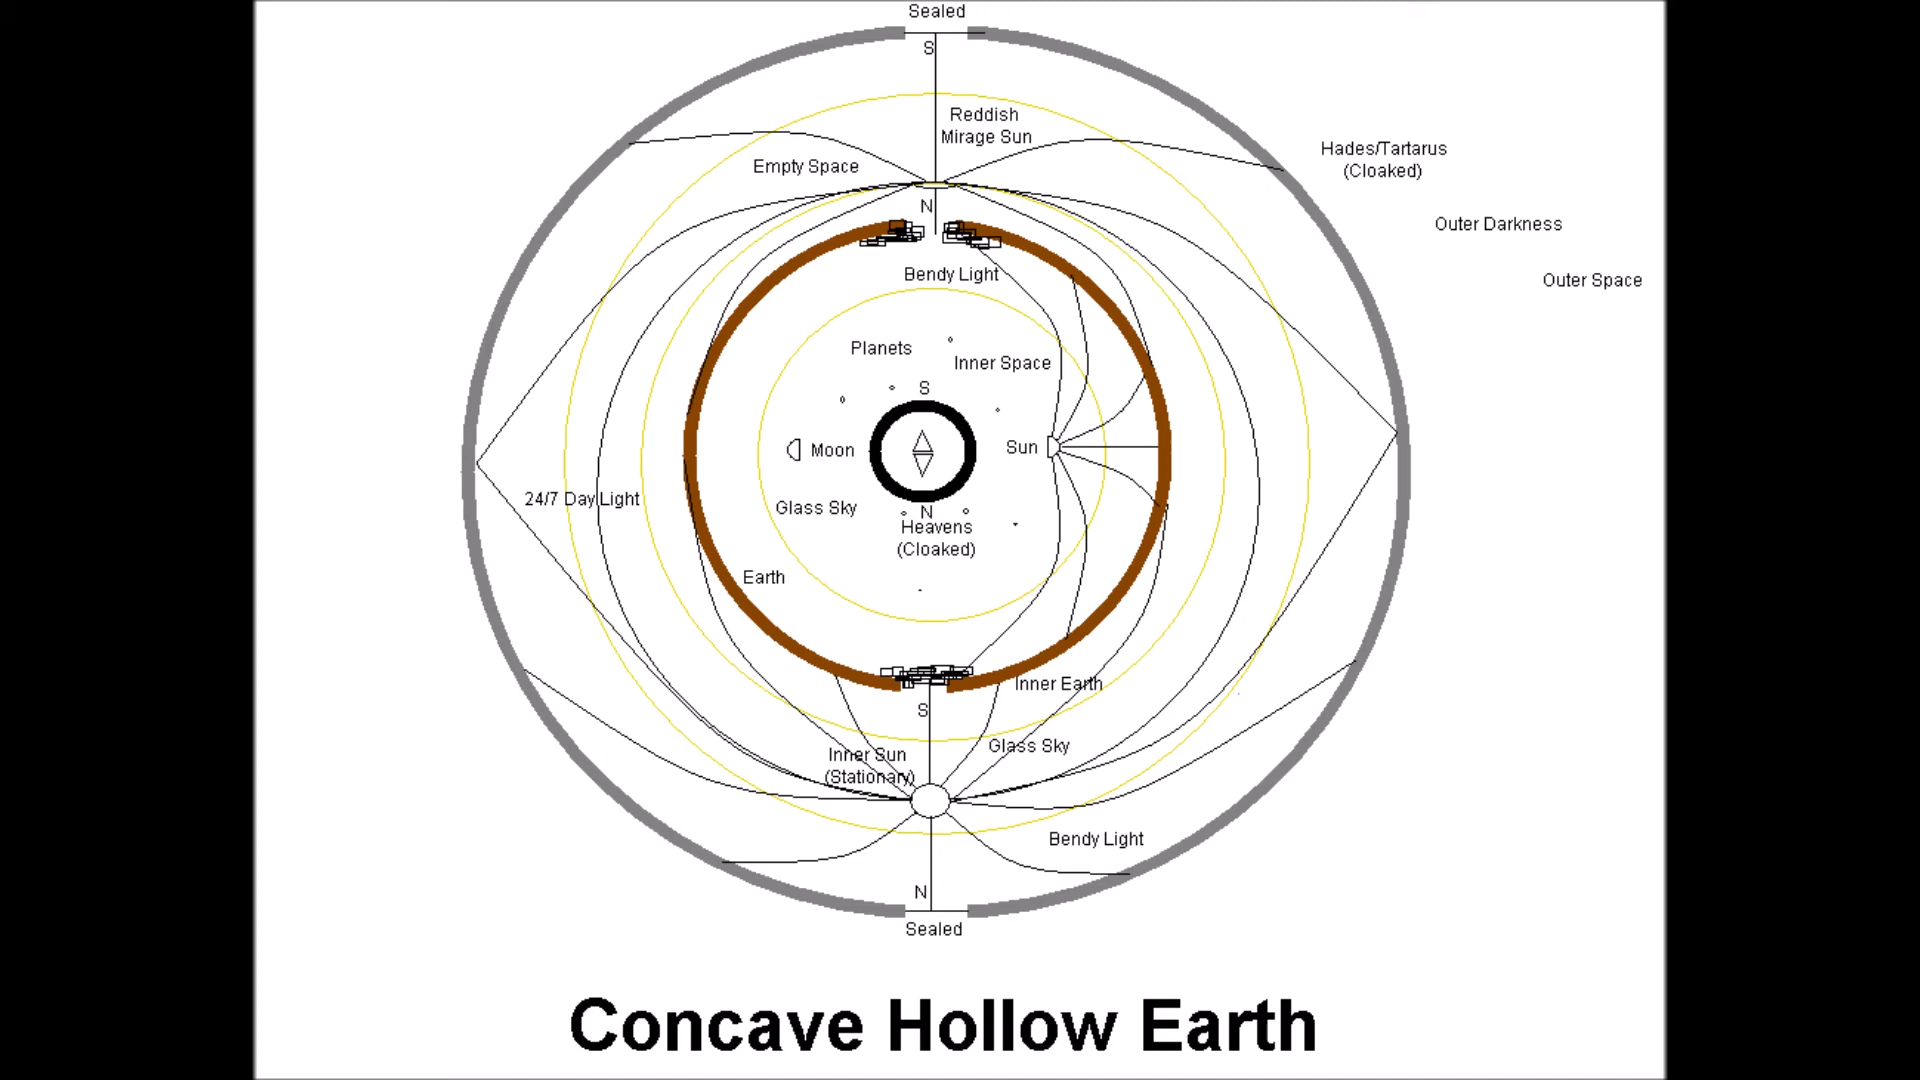 Sealed
S
Reddish
Mirage Sun
Empty Space
Hades/Tartarus
(Cloaked)
N
Outer Darkness
Bendy Light
Outer Space
Planets
Inner Space
S
Moon
Sun
24/7 Day Light
Glass Sky
N
Heavens
(Cloaked)
Earth
Inner Earth
S
Glass Sky
Inner Sun
(Stationary)
Bendy Light
N
Sealed
Concave Hollow Earth